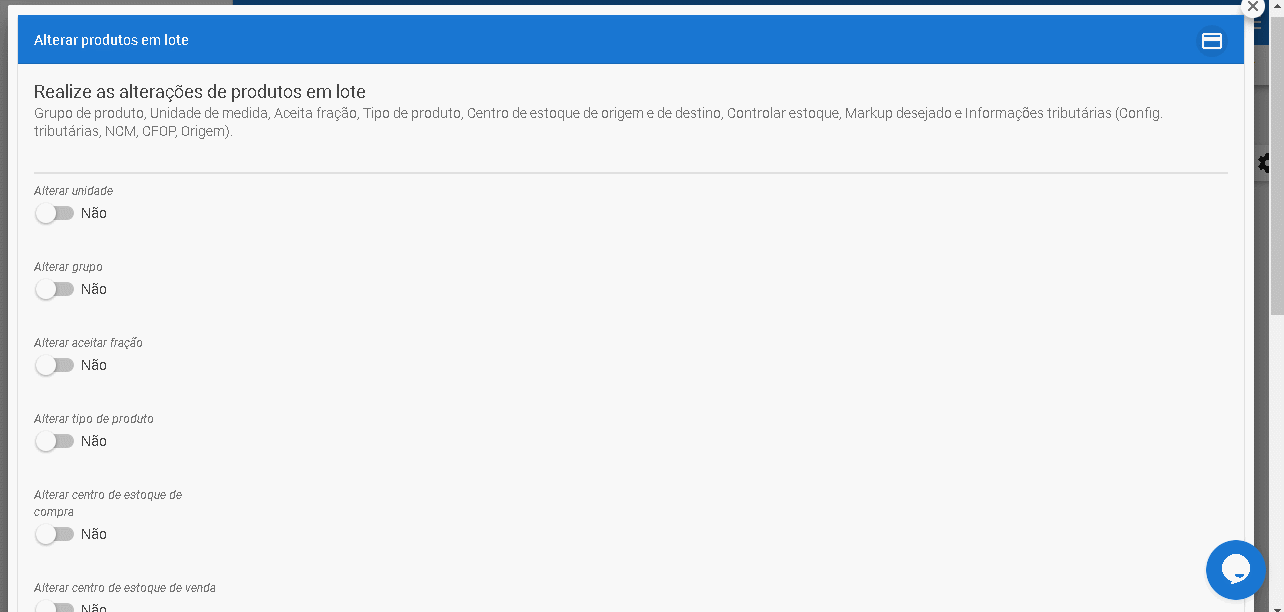 Alterar produtos em lote
Realize as alterações de produtos em lote
Grupo de produto, Unidade de medida, Aceita fração, Tipo de produto, Centro de estoque de origem e de destino, Controlar estoque, Markup desejado e Informações tributárias (Config.
tributárias, NCM, CFOP, Origem).
Alterar unidade
Não
Alterar grupo
Não
Alterar aceitar fração
Não
Alterar tipo de produto
Não
Alterar centro de estoque de
compra
Não
Alterar centro de estoque de venda
Não